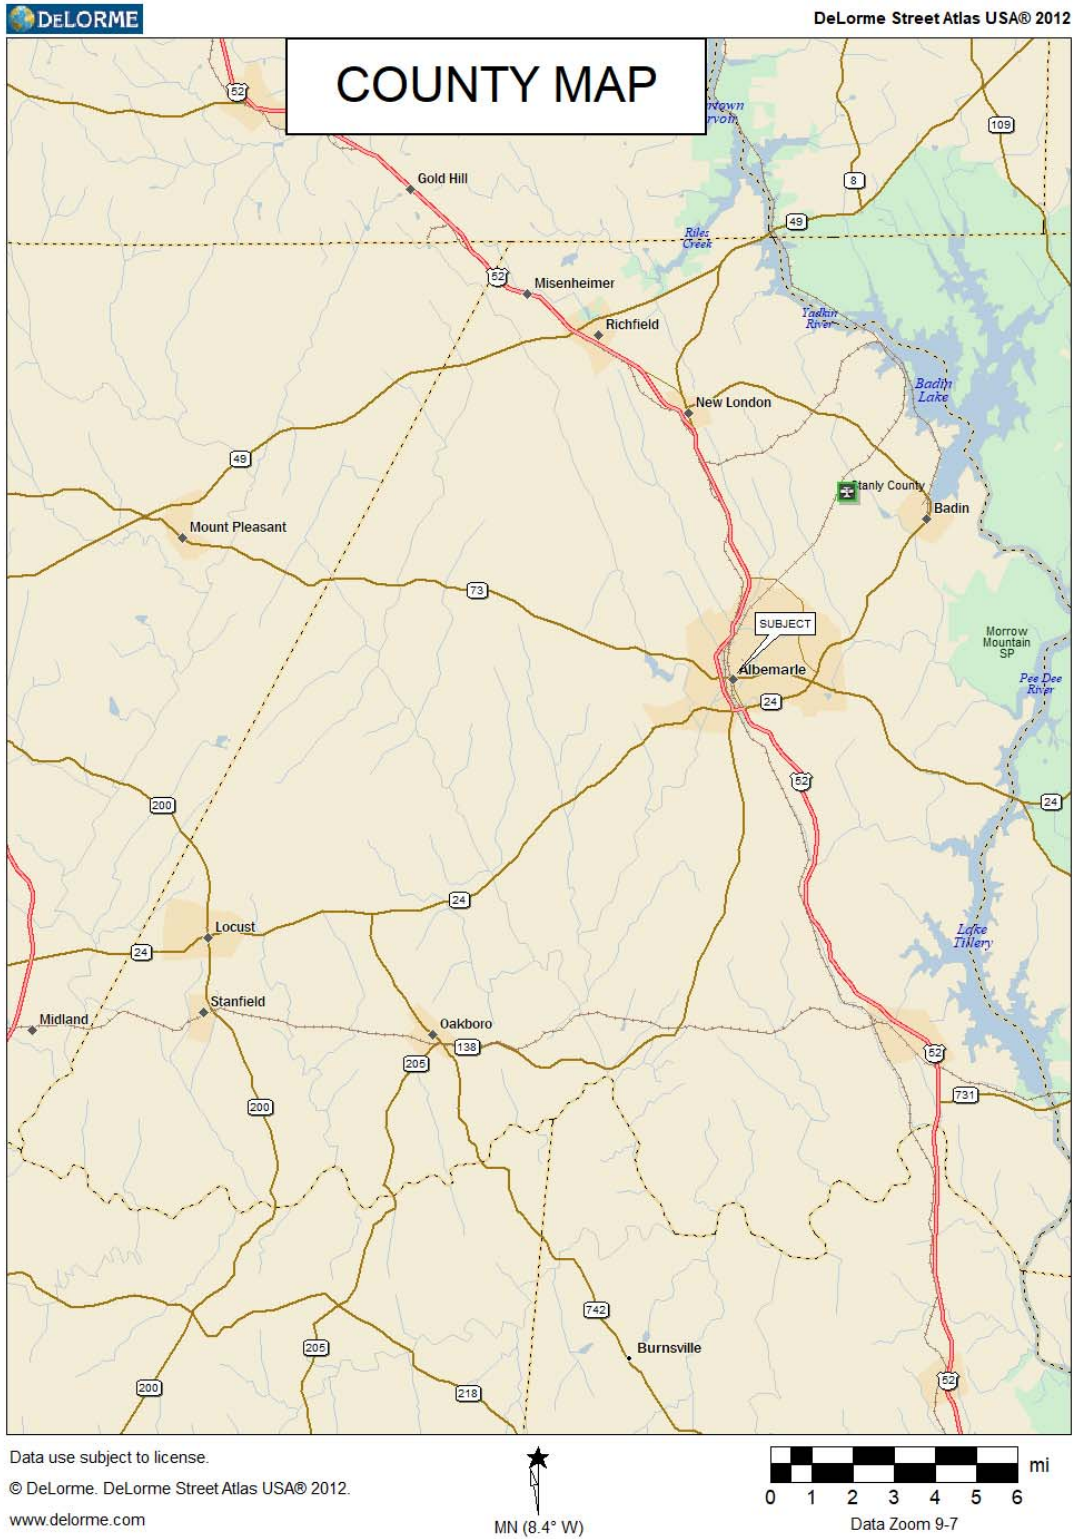 DELORME
DeLorme Street Atlas USA® 2012
COUNTY MAP
52
109
8
49
Gold Hill
Riles
Creek
52
Misenheimer
Yadkin
River
Richfield
Badin
Lake
New London
49
Stanly County
Badin
Mount Pleasant
73
SUBJECT
Morrow
Mountain
SP
Albemarle
Pee Dee
River
24
52
200
24
24
Locust
Lake
Tillery
24
Stanfield
Midland
Oakboro
138
52
205
731
200
742
205
Burnsville
52
200
218
Data use subject to license.
© DeLorme. DeLorme Street Atlas USA® 2012.
www.delorme.com
MN (8.4° W)
mi
0 1 2 3 4 5 6
Data Zoom 9-7